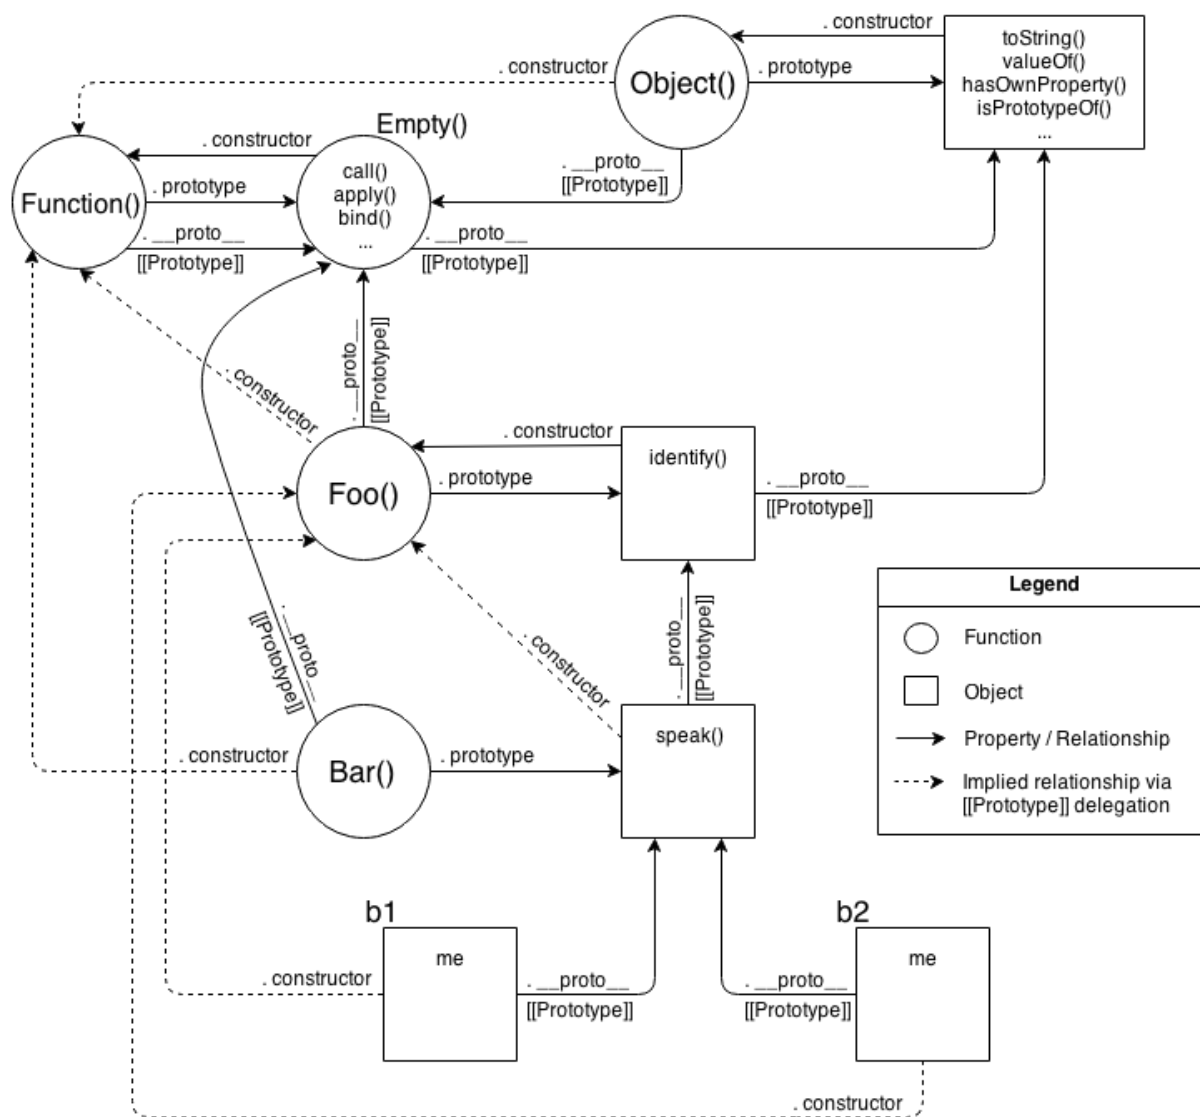 . constructor
toString()
valueOf()
hasOwnProperty()
isPrototypeOf()
...
. constructor
Object()
. prototype
Empty()
. constructor
call()
apply()
bind()
...
. __proto__
[[Prototype]]
Function()
. prototype
. __proto__
[[Prototype]]
. __proto__
[[Prototype]]
. __proto__
[[Prototype]]
. constructor
. constructor
identify()
Foo()
. prototype
. __proto__
[[Prototype]]
Legend
Function
Object
Property / Relationship
Implied relationship via
[[Prototype]] delegation
. __proto__
[[Prototype]]
. constructor
. __proto__
[[Prototype]]
speak()
. constructor
Bar()
. prototype
b1
b2
me
me
. constructor
. __proto__
[[Prototype]]
. __proto__
[[Prototype]]
. constructor